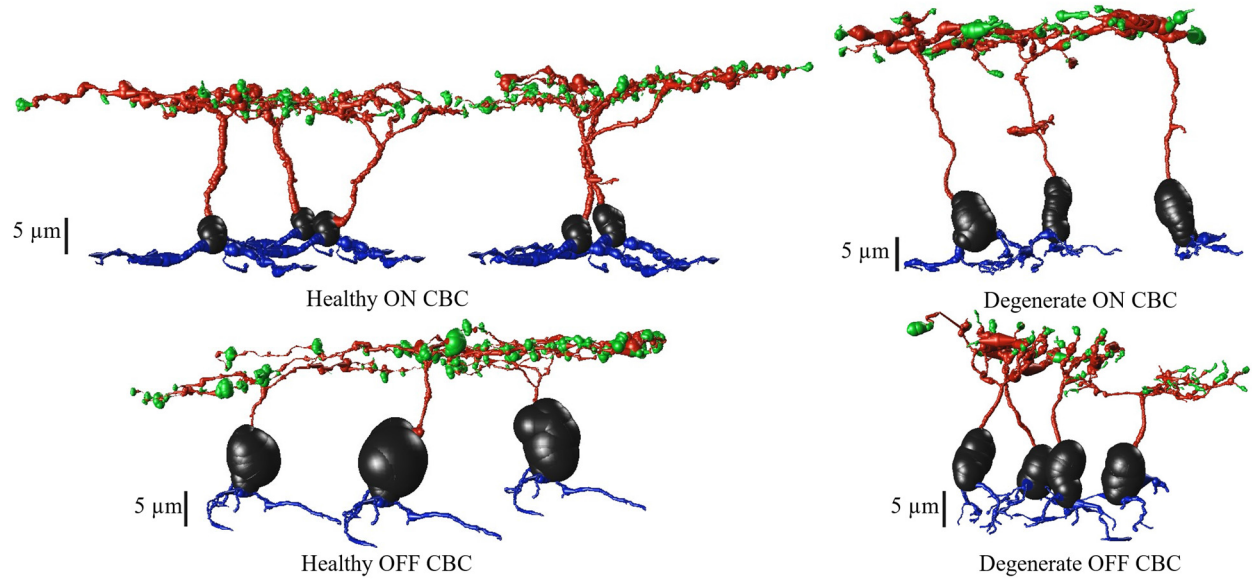 5 µm
5 µm
Healthy ON CBC
Degenerate ON CBC
5 µm
5 µm
Healthy OFF CBC
Degenerate OFF CBC